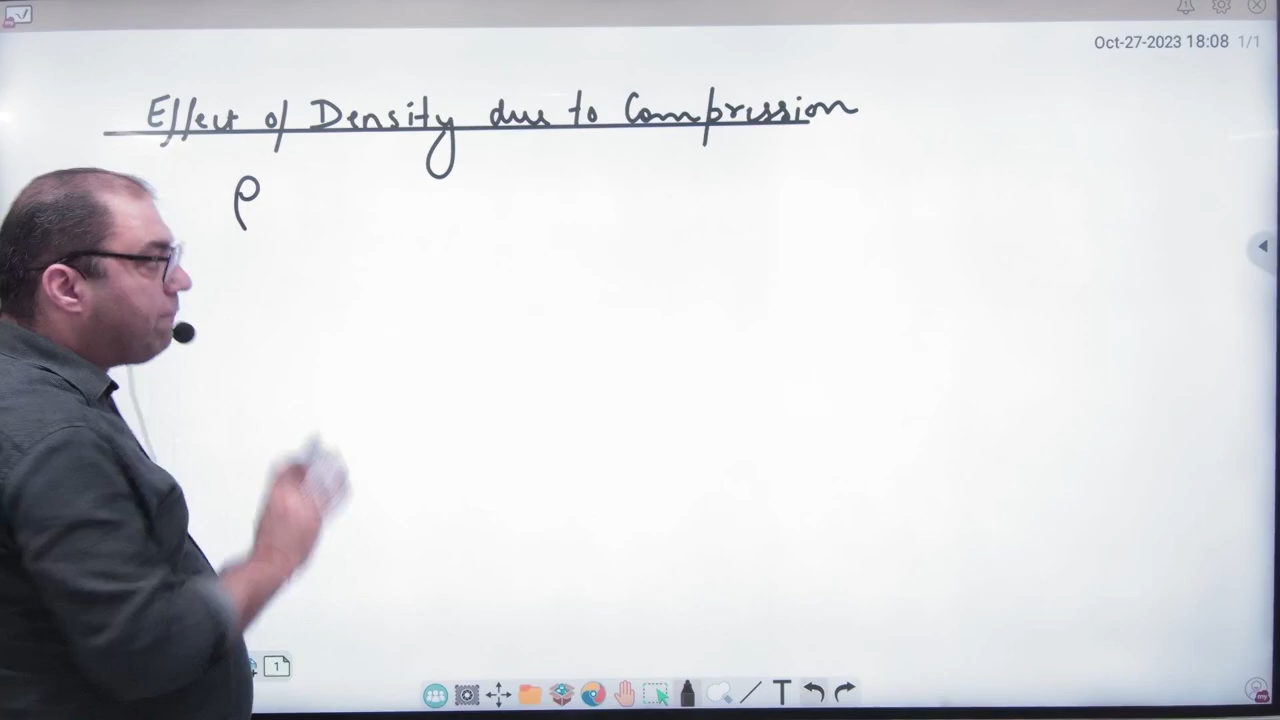 Oct-27-2023 18:08 1/1
Effect of Density due to Compression
ρ
1
T